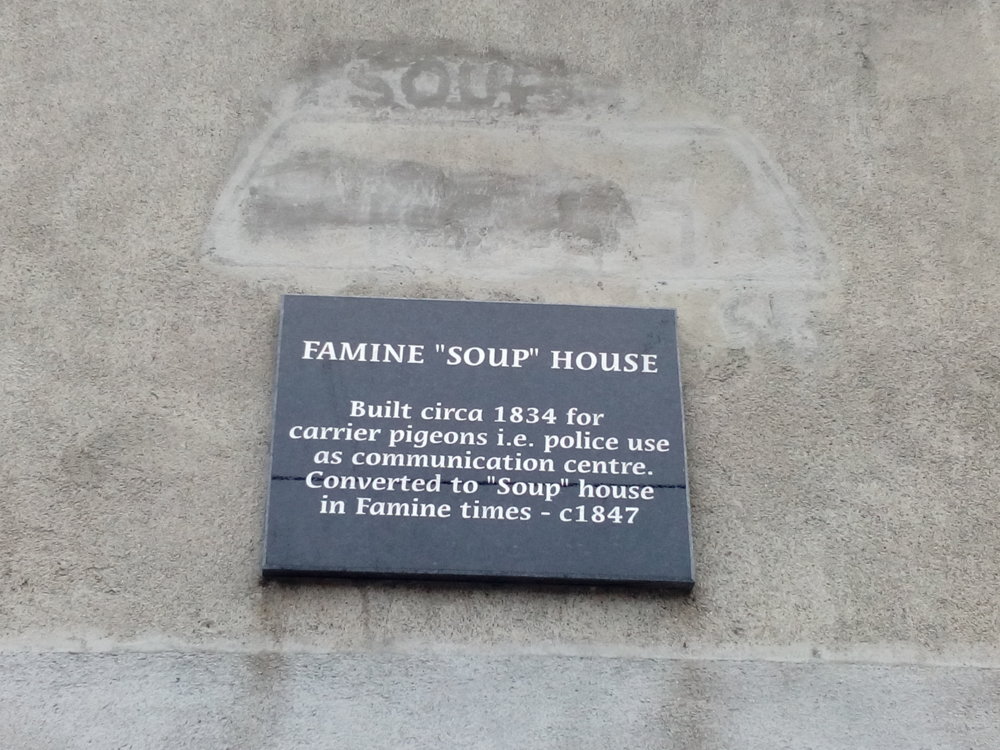 SOUP
FAMINE "SOUP" HOUSE
Built circa 1834 for
carrier pigeons i.e. police use
as communication centre.
Converted to "Soup" house
in Famine times - c1847